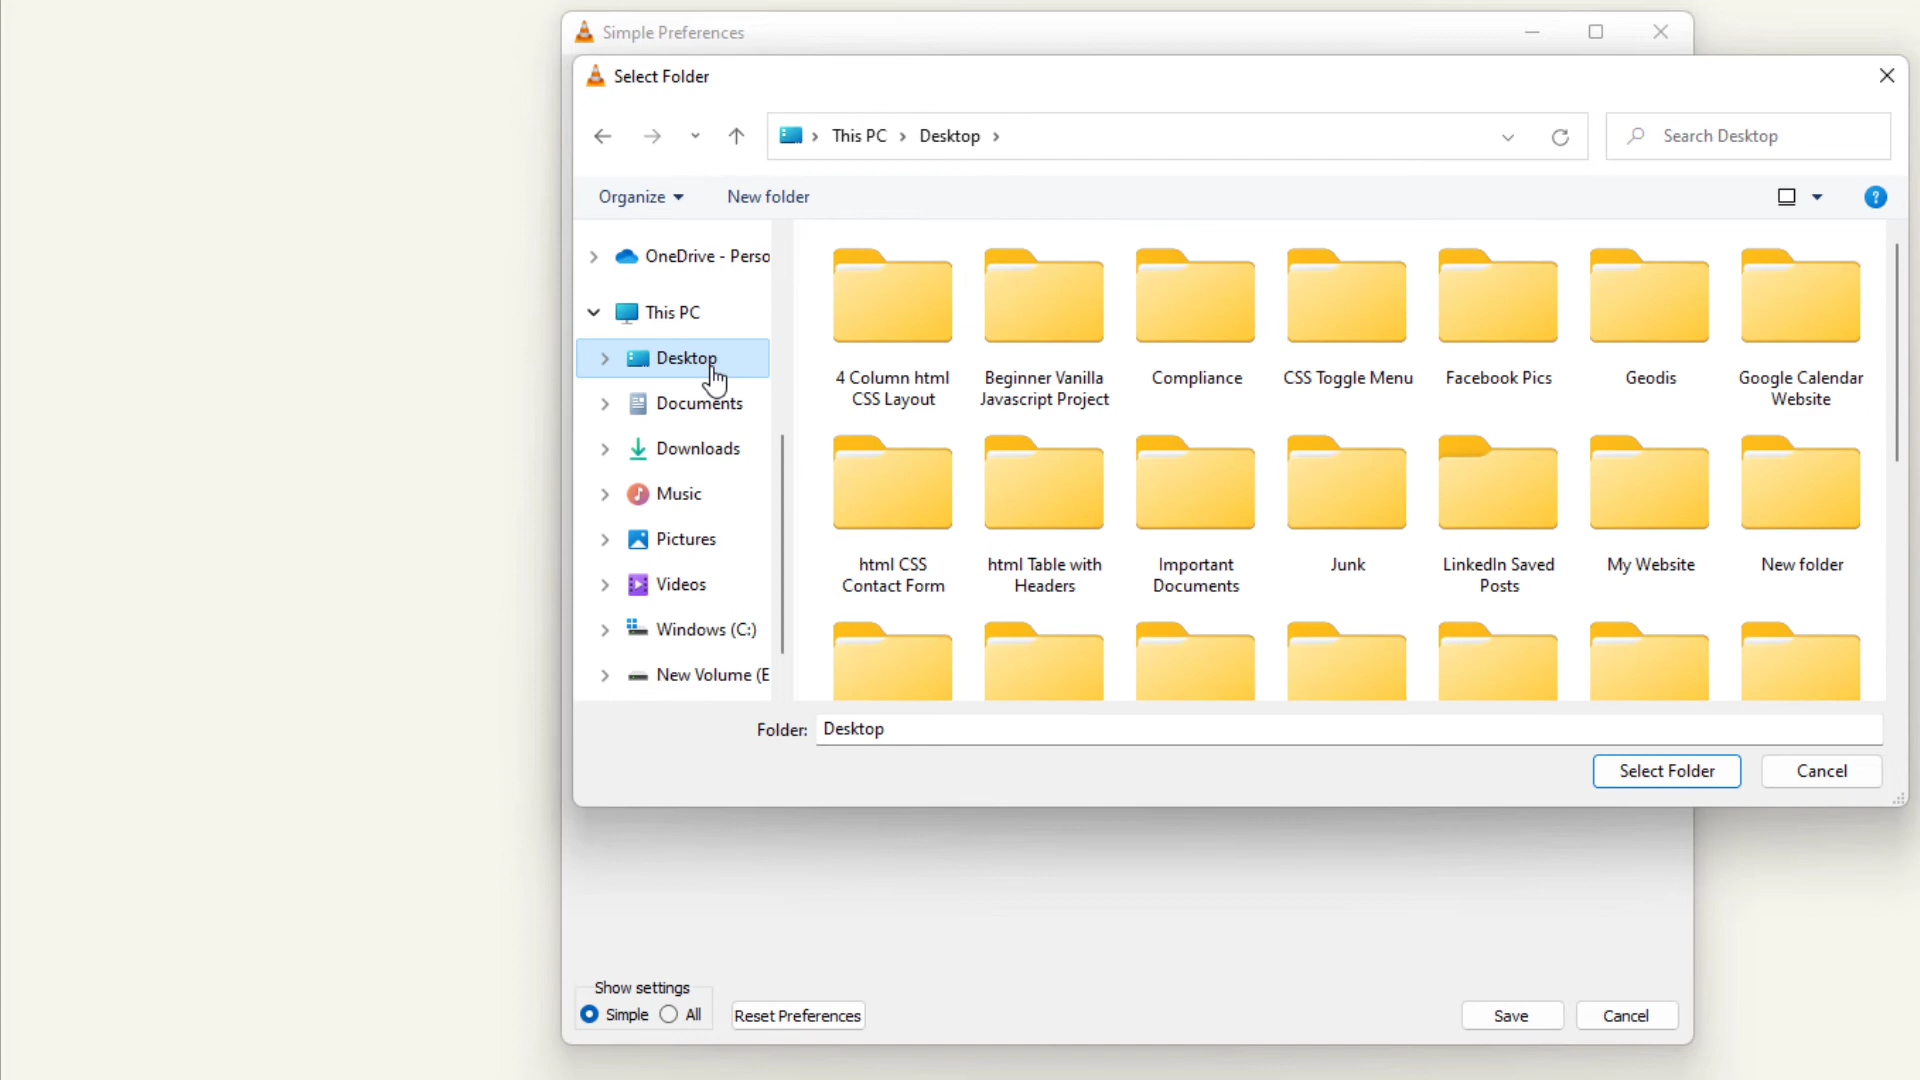 Simple Preferences
Select Folder
This PC
Desktop
Search Desktop
Organize
New folder
OneDrive - Perso
This PC
Desktop
Documents
Downloads
Music
Pictures
Videos
Windows (C:)
New Volume (E
4 Column html
CSS Layout
Beginner Vanilla
Javascript Project
Compliance
CSS Toggle Menu
Facebook Pics
Geodis
Google Calendar
Website
html CSS
Contact Form
html Table with
Headers
Important
Documents
Junk
LinkedIn Saved
Posts
My Website
New folder
Folder: Desktop
Select Folder
Cancel
Show settings
Simple
All
Reset Preferences
Save
Cancel